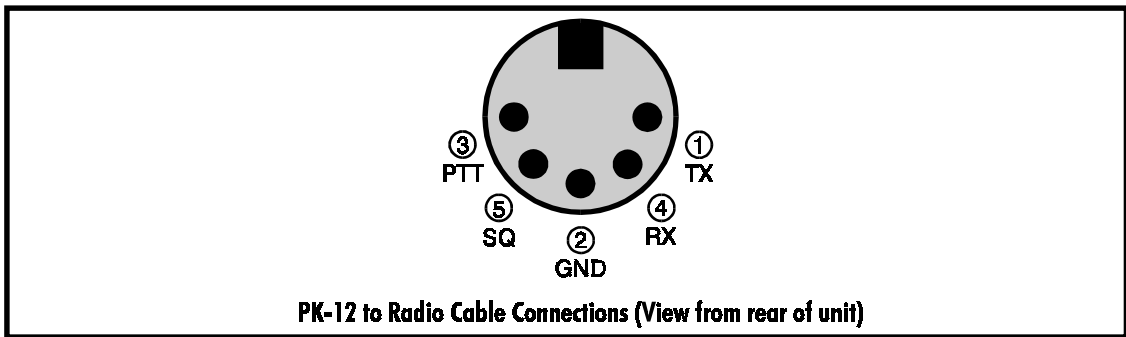 ③ ①
PTT TX
⑤ ④
SQ ② RX
GND
PK-12 to Radio Cable Connections (View from rear of unit)